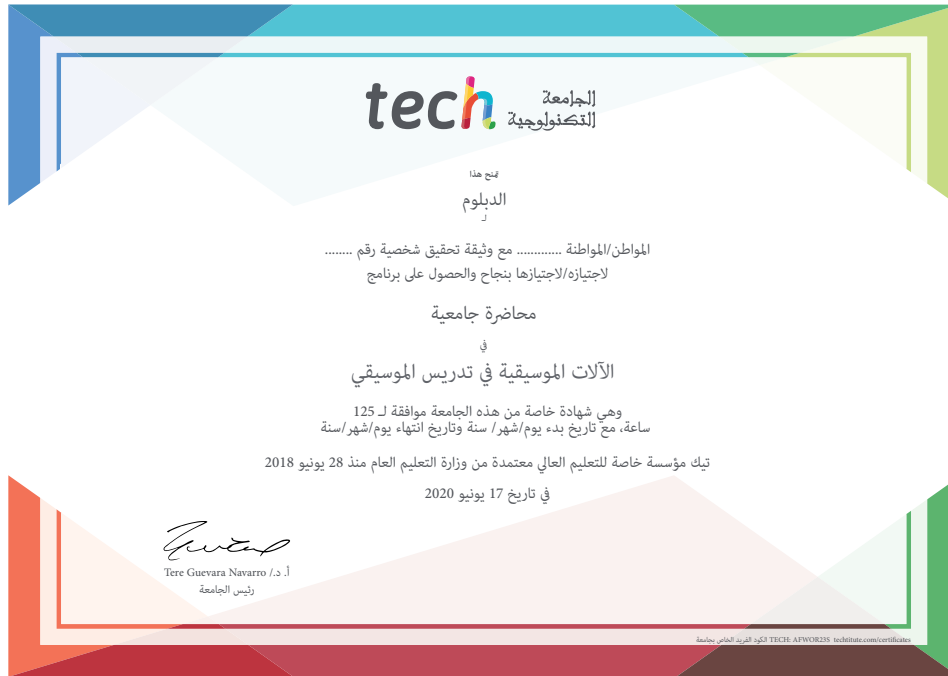 tech الجامعة
التكنولوجية
يمنح هذا
الدبلوم
لـ
المواطن/المواطنة ............. مع وثيقة تحقيق شخصية رقم ........
لاجتيازه/لاجتيازها بنجاح والحصول على برنامج
محاضرة جامعية
في
الآلات الموسيقية في تدريس الموسيقي
وهي شهادة خاصة من هذه الجامعة موافقة لـ 125
ساعة، مع تاريخ بدء يوم/شهر/ سنة وتاريخ انتهاء يوم/شهر/سنة
تيك مؤسسة خاصة للتعليم العالي معتمدة من وزارة التعليم العام منذ 28 يونيو 2018
في تاريخ 17 يونيو 2020
أ. د./ Tere Guevara Navarro
رئيس الجامعة
الكود الفريد الخاص بجامعة TECH: AFWOR23S techtitute.com/certificates